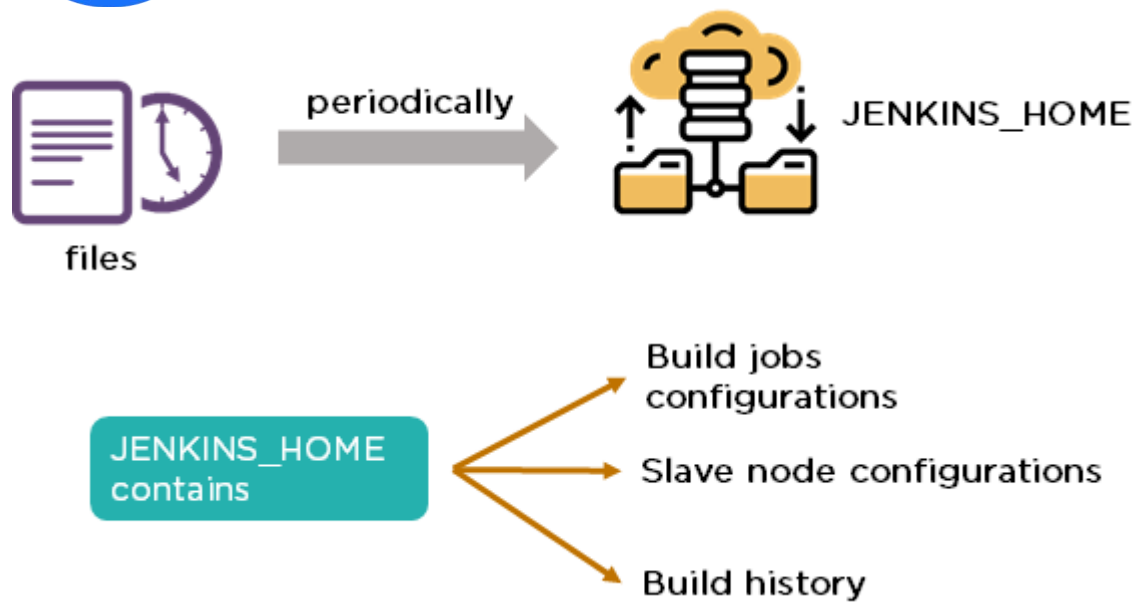 periodically
JENKINS_HOME
files
Build jobs
configurations
JENKINS_HOME
contains
Slave node configurations
Build history